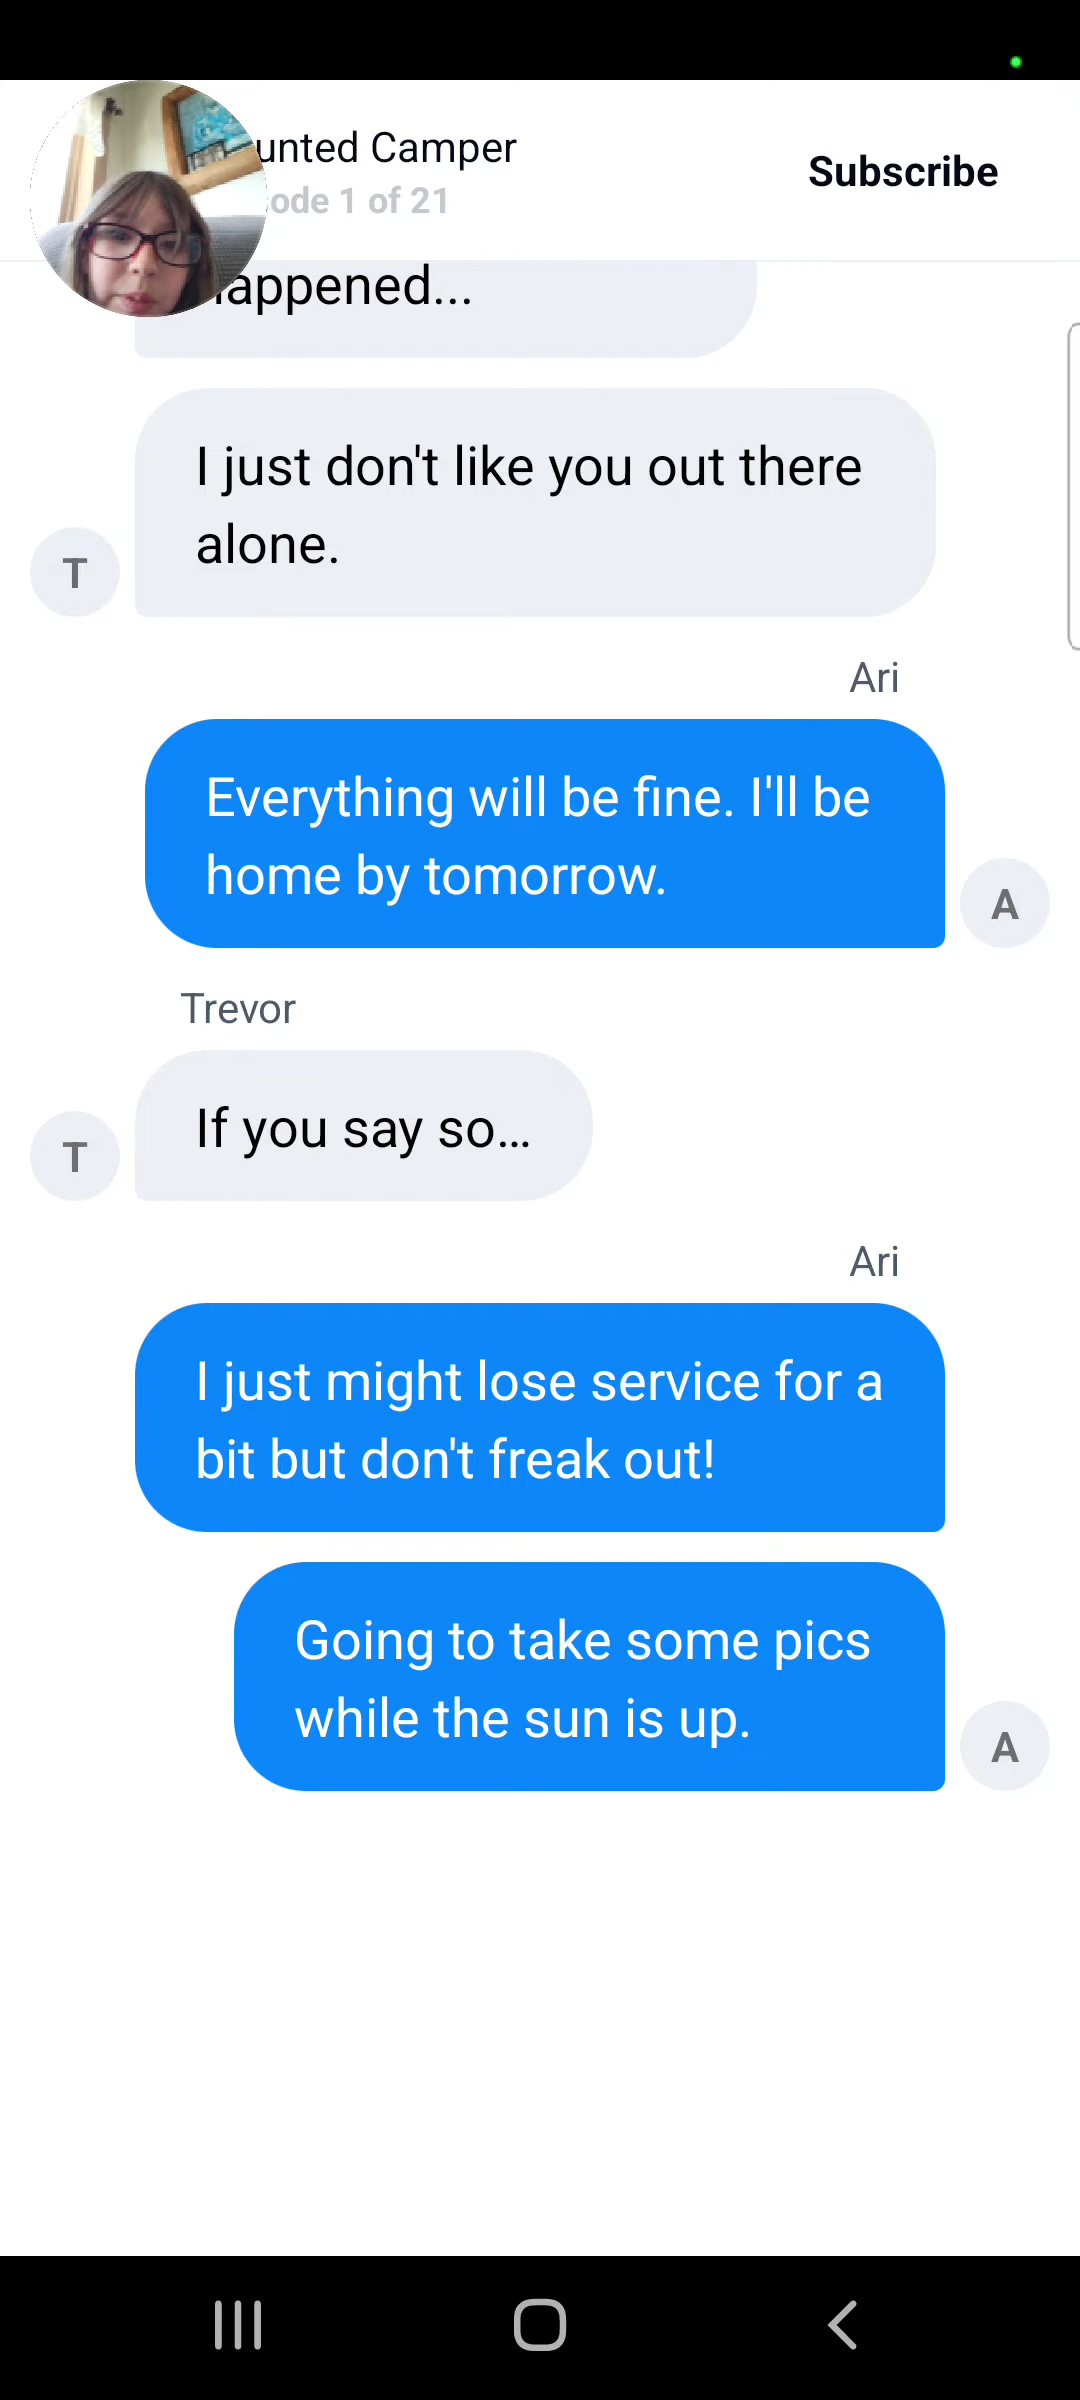 unted Camper
ode 1 of 21
Subscribe
appened...
I just don't like you out there
alone.
T
Ari
Everything will be fine. I'll be
home by tomorrow.
A
Trevor
If you say so...
T
Ari
I just might lose service for a
bit but don't freak out!
Going to take some pics
while the sun is up.
A